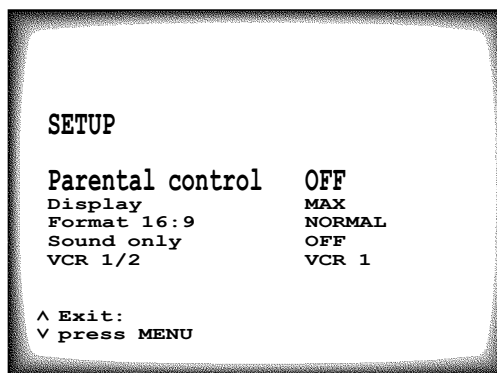 SETUP
Parental control OFF
Display MAX
Format 16:9 NORMAL
Sound only OFF
VCR 1/2 VCR 1
∧ Exit:
∨ press MENU